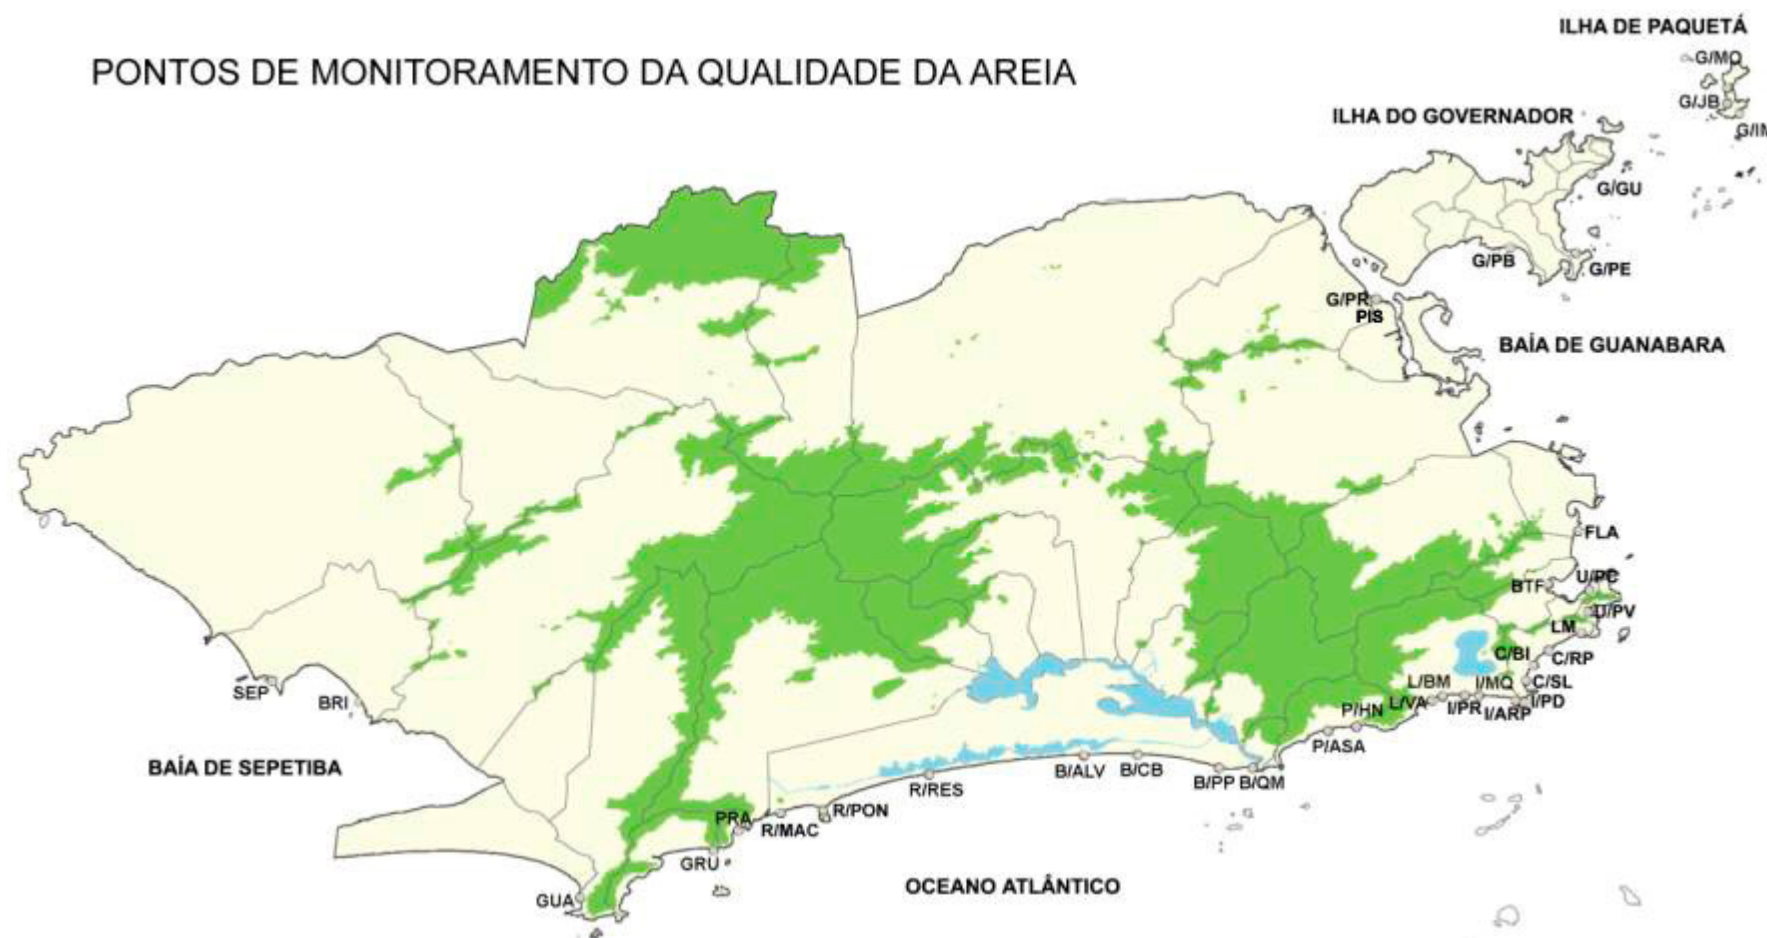 ILHA DE PAQUETÁ
G/MO
PONTOS DE MONITORAMENTO DA QUALIDADE DA AREIA
G/JB
ILHA DO GOVERNADOR
G/GU
G/PB
G/PE
G/PR
PIS
BAÍA DE GUANABARA
FLA
BTF
U/PV
LM
C/BI
C/RP
SEP
BRI
L/BM
I/MQ
C/SL
L/VA
I/PR
I/ARP
I/PD
P/HN
P/ASA
BAÍA DE SEPETIBA
B/ALV
B/CB
B/PP
B/QM
R/RES
PRA
R/MAC
R/PON
GRU
GUA
OCEANO ATLÂNTICO